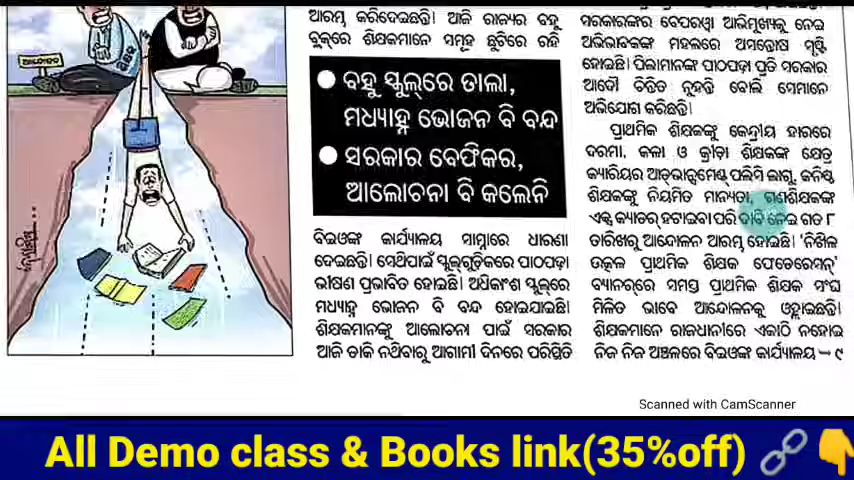 ଆରମ୍ଭ କରିଦେଇଛନ୍ତି। ଆଜି ରାଜ୍ୟର ବହୁ
ବ୍ଲକ୍‌ରେ ଶିକ୍ଷକମାନେ ସମୂହ ଛୁଟିରେ ରହି
● ବହୁ ସ୍କୁଲ୍‌ରେ ତାଲା,
ମଧ୍ୟାହ୍ନ ଭୋଜନ ବି ବନ୍ଦ
● ସରକାର ବେଫିକର,
ଆଲୋଚନା ବି କଲେନି
ବିଇଓଙ୍କ କାର୍ଯ୍ୟାଳୟ ସାମ୍ନାରେ ଧାରଣା
ଦେଇଛନ୍ତି। ସେଥିପାଇଁ ସ୍କୁଲ୍‌ଗୁଡ଼ିକରେ ପାଠପଢ଼ା
ଭୀଷଣ ପ୍ରଭାବିତ ହୋଇଛି। ଅଧିକାଂଶ ସ୍କୁଲ୍‌ରେ
ମଧ୍ୟାହ୍ନ ଭୋଜନ ବି ବନ୍ଦ ହୋଇଯାଇଛି।
ଶିକ୍ଷକମାନଙ୍କୁ ଆଲୋଚନା ପାଇଁ ସରକାର
ଆଜି ଡାକି ନଥିବାରୁ ଆଗାମୀ ଦିନରେ ପରିସ୍ଥିତି
ସରକାରଙ୍କର ବେପରୱା ଆଭିମୁଖ୍ୟକୁ ନେଇ
ଅଭିଭାବକଙ୍କ ମହଲରେ ଅସନ୍ତୋଷ ସୃଷ୍ଟି
ହୋଇଛି। ପିଲାମାନଙ୍କ ପାଠପଢ଼ା ପ୍ରତି ସରକାର
ଆଦୌ ଚିନ୍ତିତ ନୁହନ୍ତି ବୋଲି ସେମାନେ
ଅଭିଯୋଗ କରିଛନ୍ତି।
ପ୍ରାଥମିକ ଶିକ୍ଷକଙ୍କୁ କେନ୍ଦ୍ରୀୟ ହାରରେ
ଦରମା, କଳା ଓ କ୍ରୀଡ଼ା ଶିକ୍ଷକଙ୍କ କ୍ଷେତ୍ର
କ୍ୟାରିୟର ଆଡ୍‌ଭାନ୍ସମେଣ୍ଟ ପଲିସି ଲାଗୁ, କନିଷ୍ଠ
ଶିକ୍ଷକଙ୍କୁ ନିୟମିତ ମାନ୍ୟତା, ଗଣଶିକ୍ଷକଙ୍କ
ଏକ୍ସ କ୍ୟାଡର୍ ହଟାଇବା ପରି ଦାବି ନେଇ ଗତ ୮
ତାରିଖରୁ ଆନ୍ଦୋଳନ ଆରମ୍ଭ ହୋଇଛି। 'ନିଖିଳ
ଉତ୍କଳ ପ୍ରାଥମିକ ଶିକ୍ଷକ ଫେଡେରେସନ୍'
ବ୍ୟାନର୍‌ରେ ସମସ୍ତ ପ୍ରାଥମିକ ଶିକ୍ଷକ ସଂଘ
ମିଳିତ ଭାବେ ଆନ୍ଦୋଳନକୁ ଓହ୍ଲାଇଛନ୍ତି।
ଶିକ୍ଷକମାନେ ରାଜଧାନୀରେ ଏକାଠି ନହୋଇ
ନିଜ ନିଜ ଅଞ୍ଚଳରେ ବିଇଓଙ୍କ କାର୍ଯ୍ୟାଳୟ — ୯
Scanned with CamScanner
All Demo class & Books link(35%off)